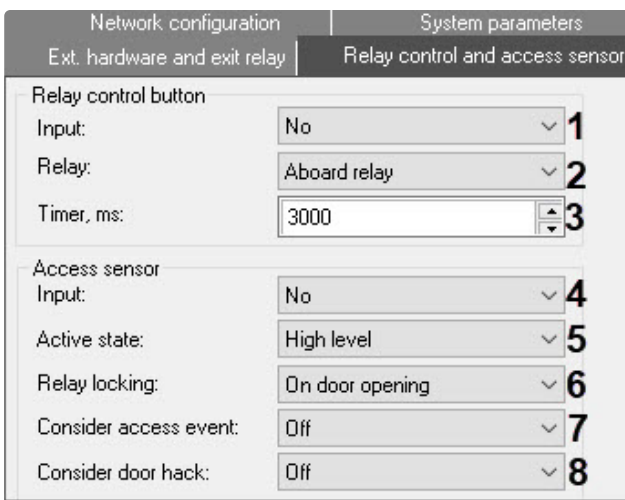 Network configuration System parameters
Ext. hardware and exit relay Relay control and access sensor
Relay control button
Input: No 1
Relay: Aboard relay 2
Timer, ms: 3000 3
Access sensor
Input: No 4
Active state: High level 5
Relay locking: On door opening 6
Consider access event: Off 7
Consider door hack: Off 8